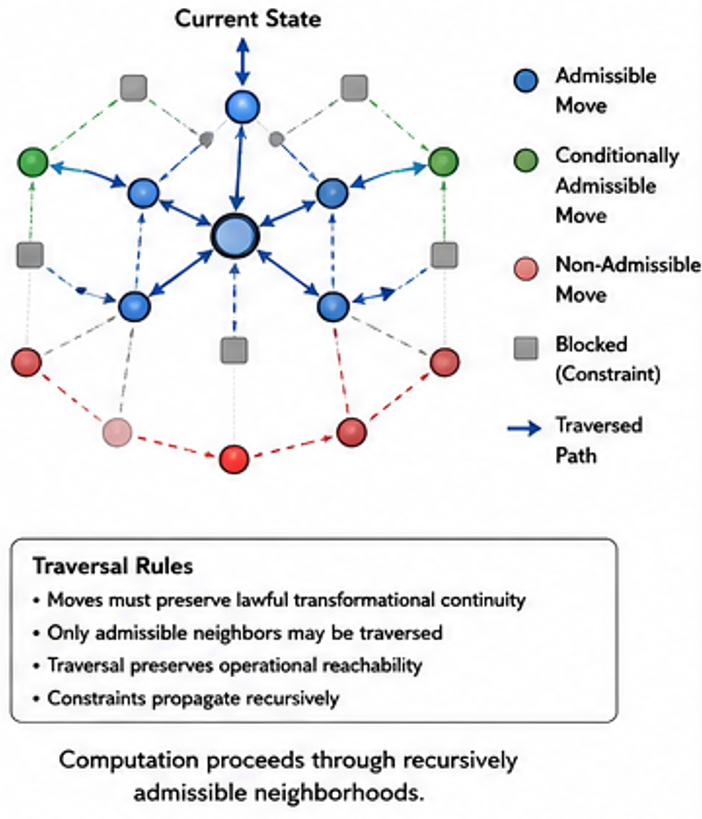 Current State
Admissible
Move
Conditionally
Admissible
Move
Non-Admissible
Move
Blocked
(Constraint)
Traversed
Path
Traversal Rules
• Moves must preserve lawful transformational continuity
• Only admissible neighbors may be traversed
• Traversal preserves operational reachability
• Constraints propagate recursively
Computation proceeds through recursively
admissible neighborhoods.